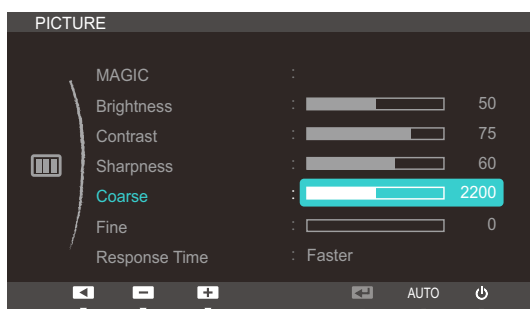 PICTURE
MAGIC :
Brightness : 50
Contrast : 75
Sharpness : 60
Coarse : 2200
Fine : 0
Response Time : Faster
AUTO